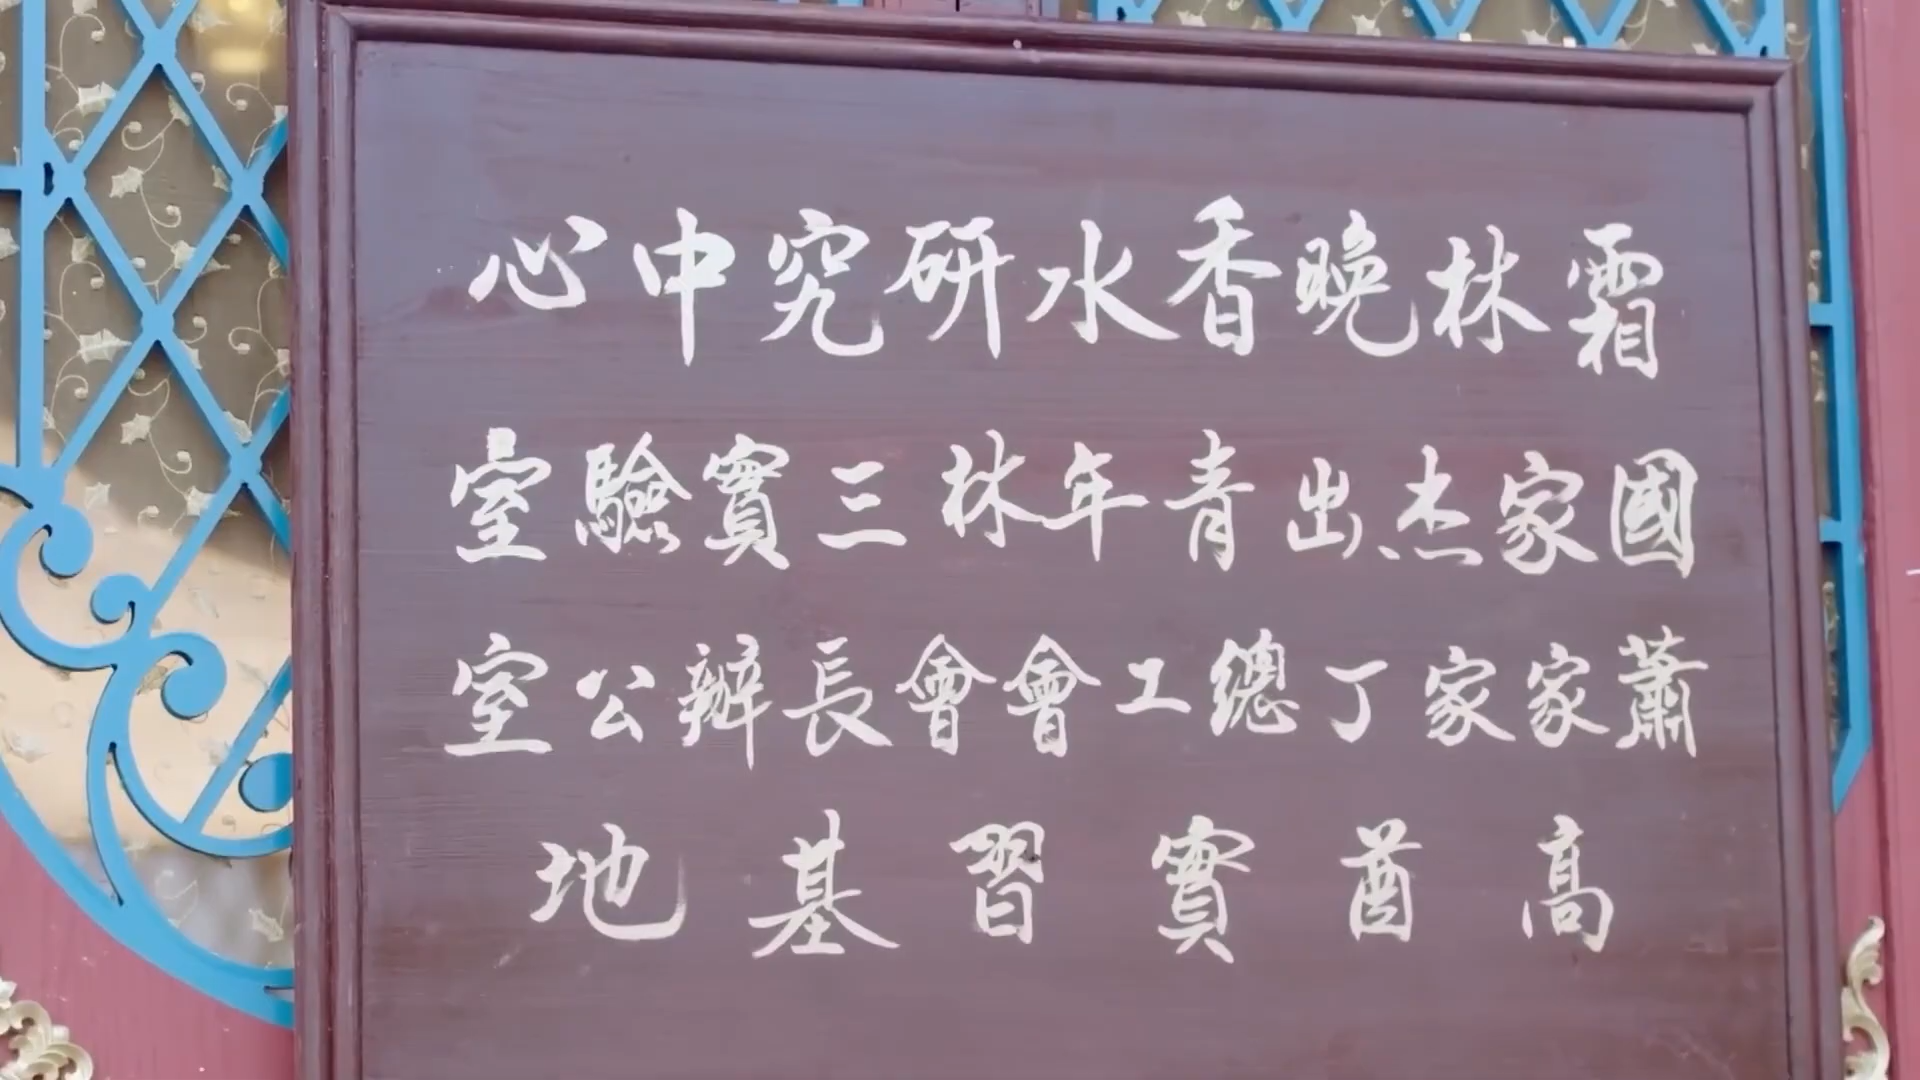 霜林晚香水研究中心
國家杰出青年林三實驗室
蕭家家丁總工會會長辦公室
高酋實習基地